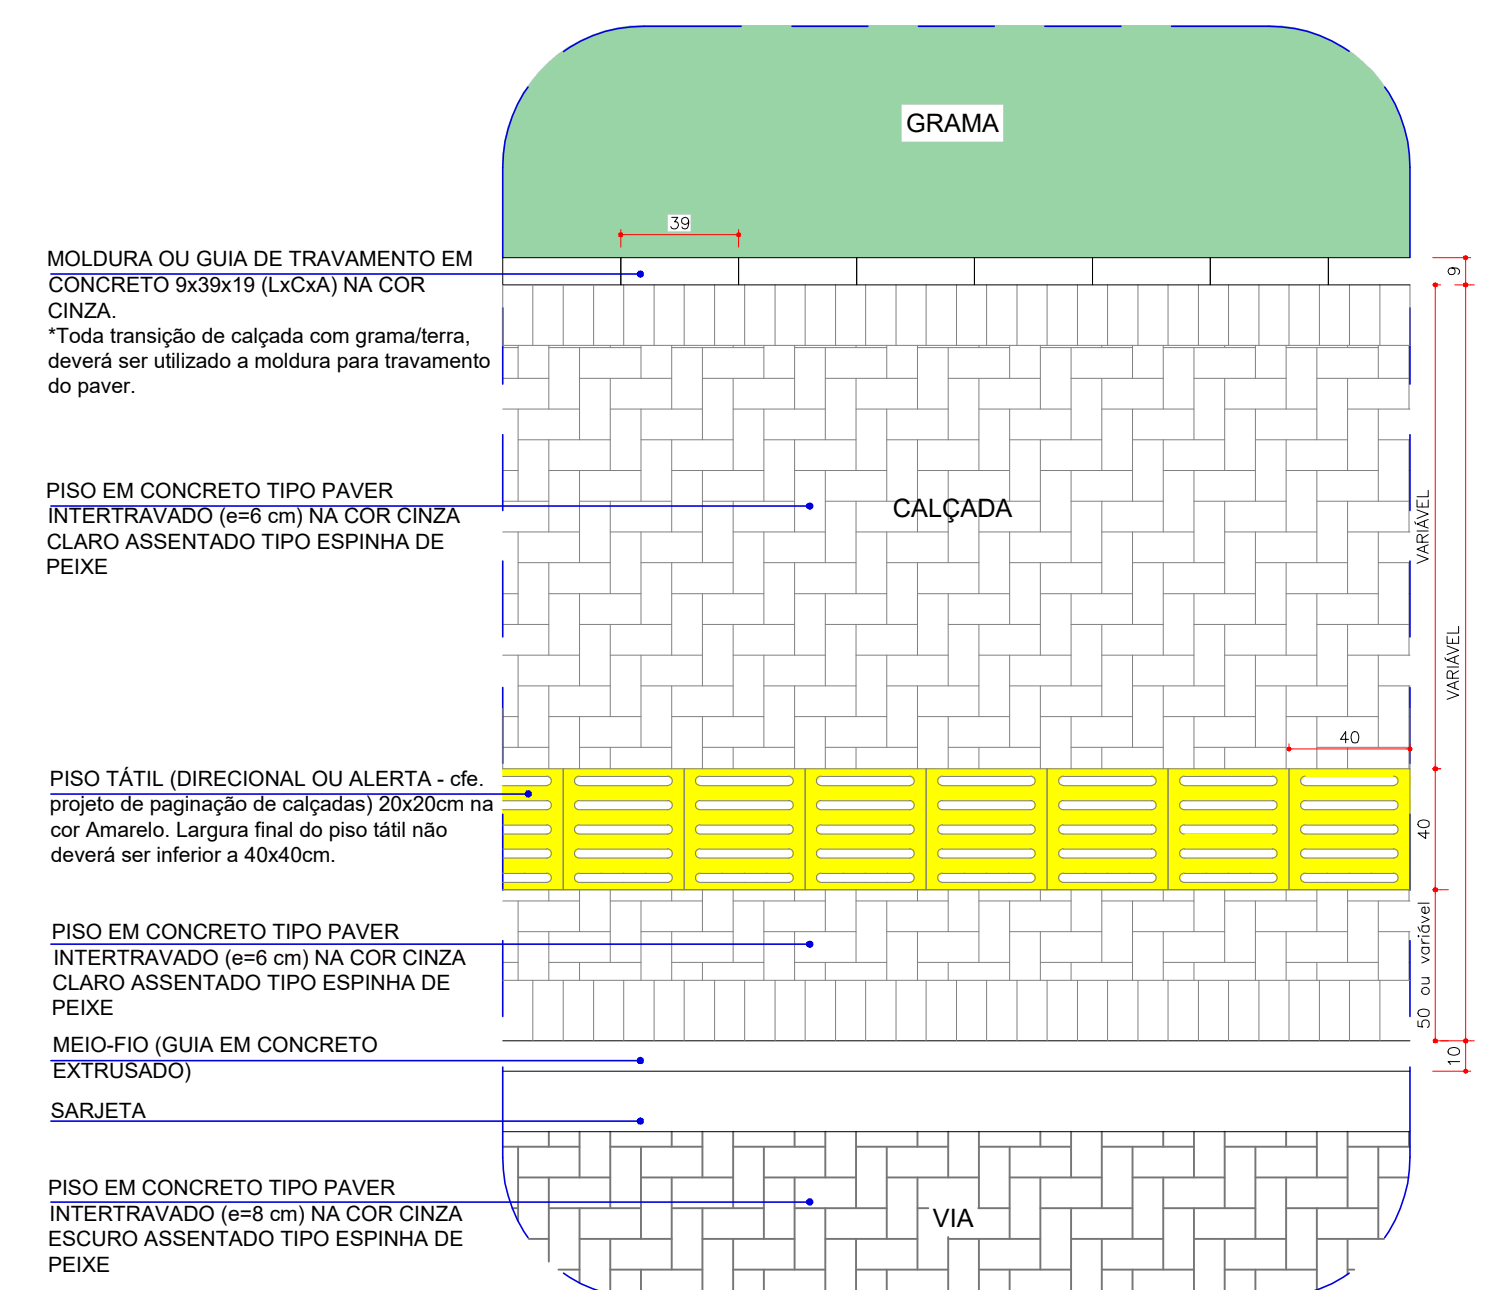 GRAMA
39
9
MOLDURA OU GUIA DE TRAVAMENTO EM
CONCRETO 9x39x19 (LxCxA) NA COR
CINZA.
*Toda transição de calçada com grama/terra,
deverá ser utilizado a moldura para travamento
do paver.
PISO EM CONCRETO TIPO PAVER
INTERTRAVADO (e=6 cm) NA COR CINZA
CLARO ASSENTADO TIPO ESPINHA DE
PEIXE
CALÇADA
VARIÁVEL
VARIÁVEL
40
PISO TÁTIL (DIRECIONAL OU ALERTA - cfe.
projeto de paginação de calçadas) 20x20cm na
cor Amarelo. Largura final do piso tátil não
deverá ser inferior a 40x40cm.
40
PISO EM CONCRETO TIPO PAVER
INTERTRAVADO (e=6 cm) NA COR CINZA
CLARO ASSENTADO TIPO ESPINHA DE
PEIXE
50 ou variável
MEIO-FIO (GUIA EM CONCRETO
EXTRUSADO)
10
SARJETA
PISO EM CONCRETO TIPO PAVER
INTERTRAVADO (e=8 cm) NA COR CINZA
ESCURO ASSENTADO TIPO ESPINHA DE
PEIXE
VIA